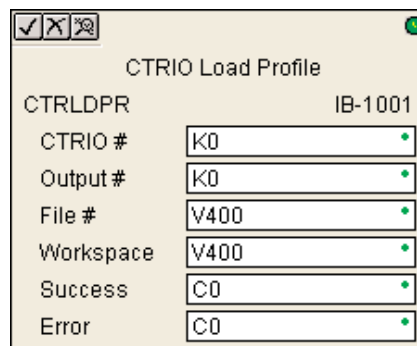 CTRIO Load Profile
CTRLDPR IB-1001
CTRIO # K0
Output # K0
File # V400
Workspace V400
Success C0
Error C0